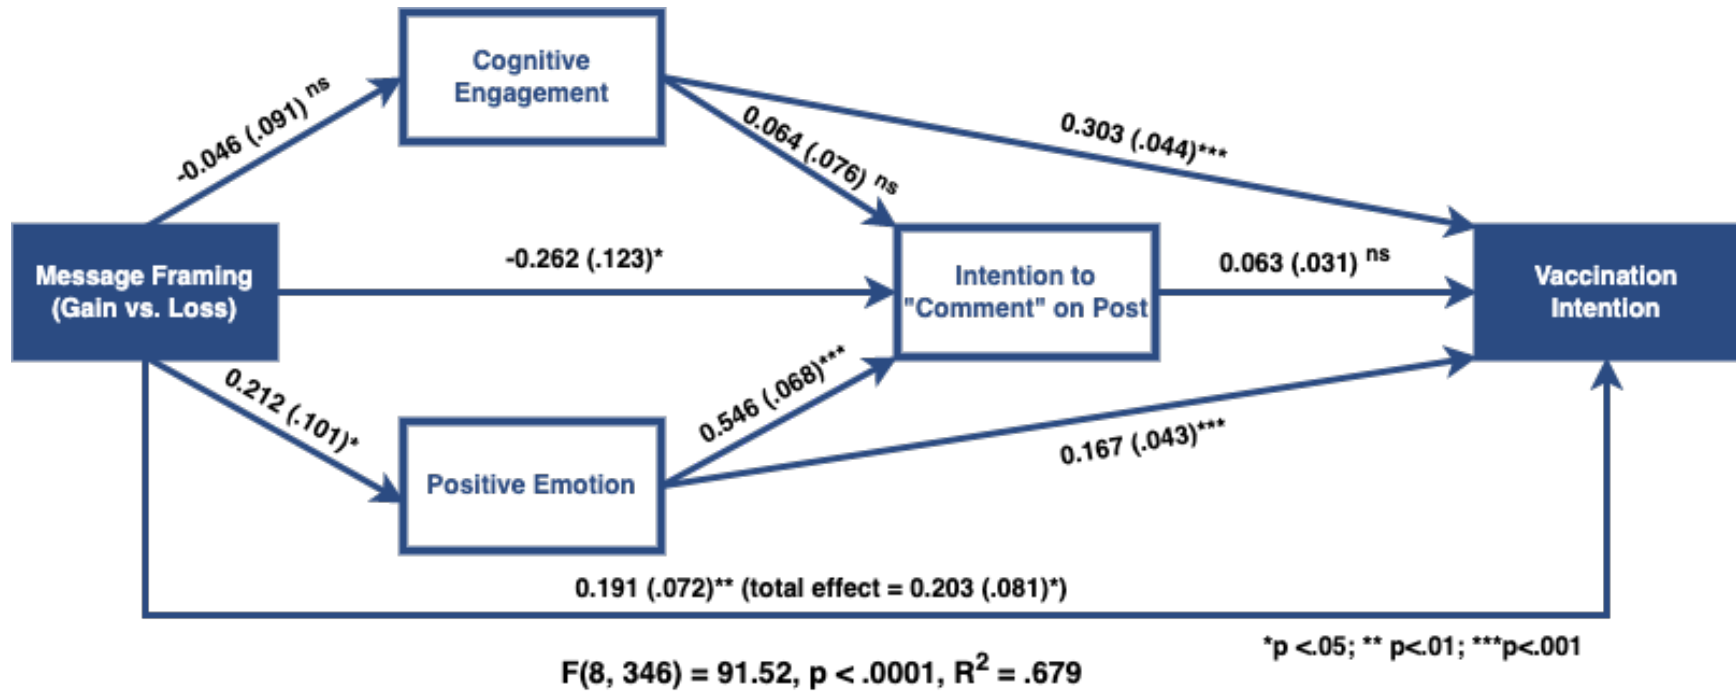 Cognitive
Engagement
-0.046 (.091) ns
0.064 (.076) ns
0.303 (.044)***
Message Framing
(Gain vs. Loss)
-0.262 (.123)*
Intention to
"Comment" on Post
0.063 (.031) ns
Vaccination
Intention
0.212 (.101)*
0.546 (.068)***
0.167 (.043)***
Positive Emotion
0.191 (.072)** (total effect = 0.203 (.081)*)
*p <.05; ** p<.01; ***p<.001
F(8, 346) = 91.52, p < .0001, R² = .679